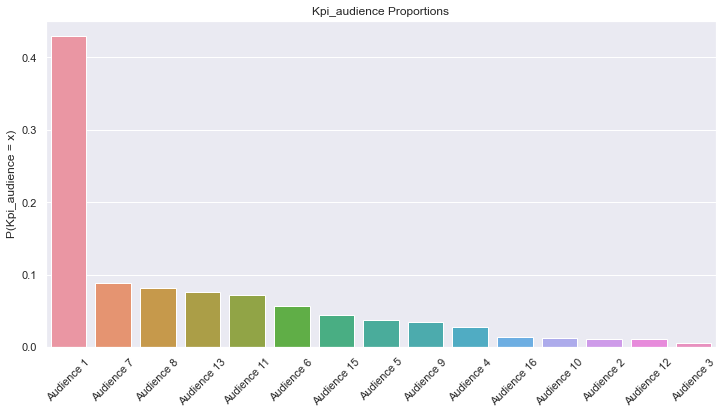 Kpi_audience Proportions
P(Kpi_audience = x)
0.4
0.3
0.2
0.1
0.0
Audience 1
Audience 7
Audience 8
Audience 13
Audience 11
Audience 6
Audience 15
Audience 5
Audience 9
Audience 4
Audience 16
Audience 10
Audience 2
Audience 12
Audience 3